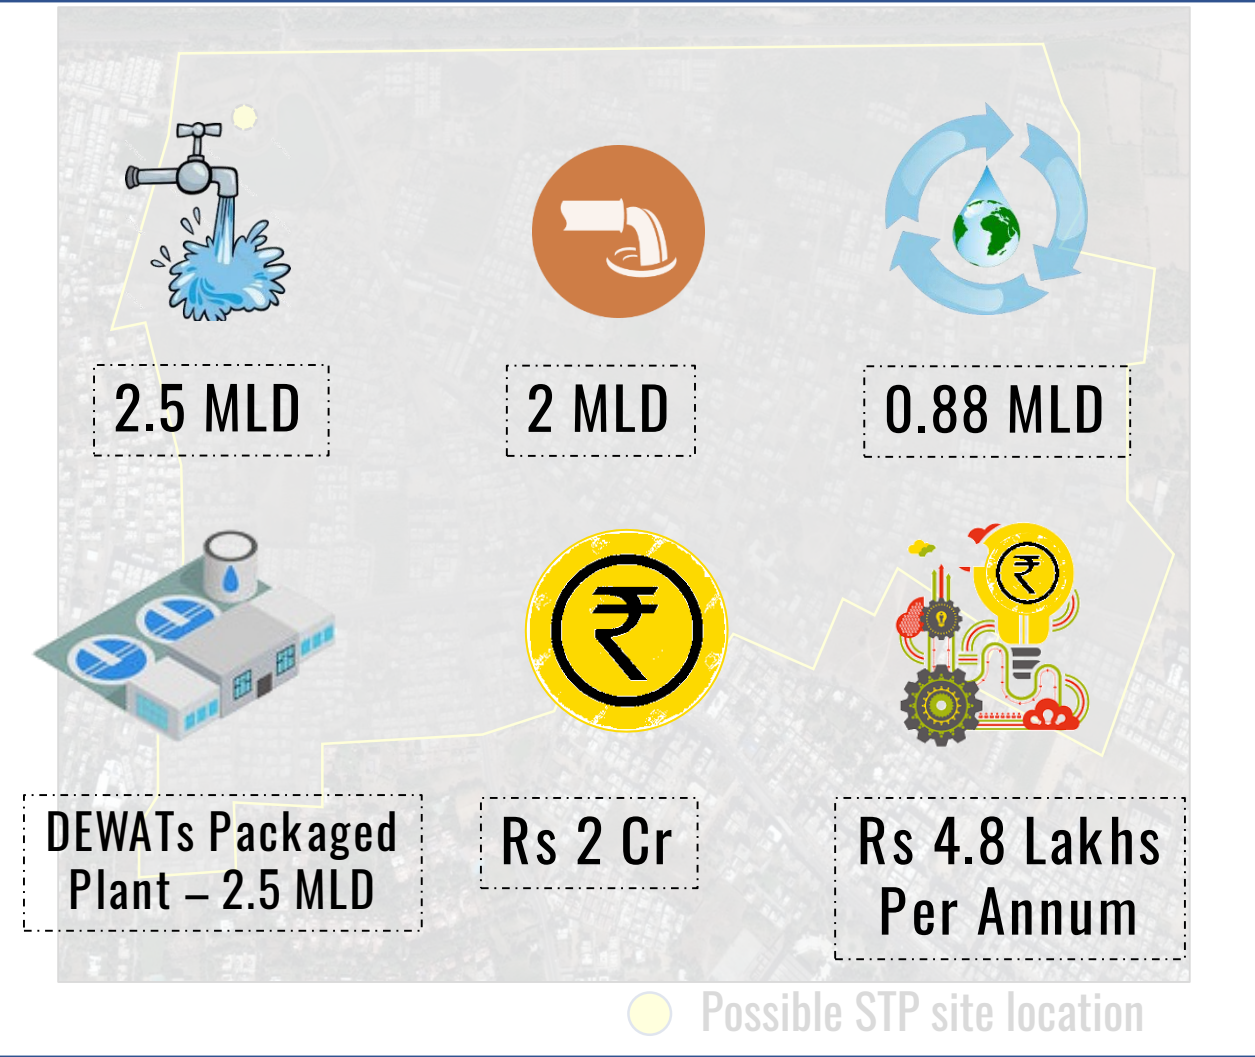 2.5 MLD
2 MLD
0.88 MLD
DEWATs Packaged
Plant – 2.5 MLD
₹
Rs 2 Cr
₹
Rs 4.8 Lakhs
Per Annum
Possible STP site location